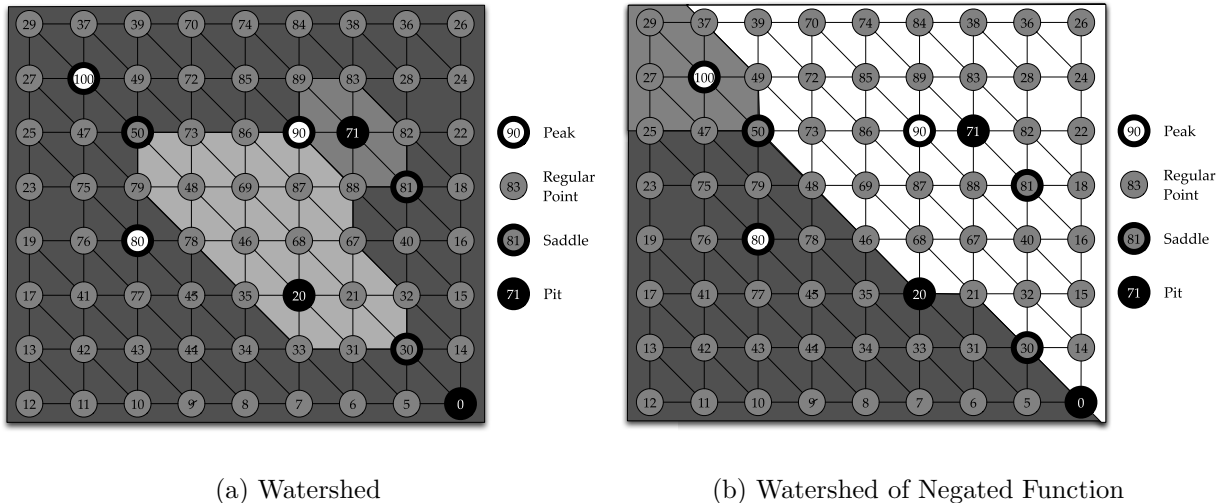 29 37 39 70 74 84 38 36 26
27 100 49 72 85 89 83 28 24
25 47 50 73 86 90 71 82 22
23 75 79 48 69 87 88 81 18
19 76 80 78 46 68 67 40 16
17 41 77 45 35 20 21 32 15
13 42 43 44 34 33 31 30 14
12 11 10 9 8 7 6 5 0
90 Peak
83 Regular
Point
81 Saddle
71 Pit
(a) Watershed
29 37 39 70 74 84 38 36 26
27 100 49 72 85 89 83 28 24
25 47 50 73 86 90 71 82 22
23 75 79 48 69 87 88 81 18
19 76 80 78 46 68 67 40 16
17 41 77 45 35 20 21 32 15
13 42 43 44 34 33 31 30 14
12 11 10 9 8 7 6 5 0
90 Peak
83 Regular
Point
81 Saddle
71 Pit
(b) Watershed of Negated Function